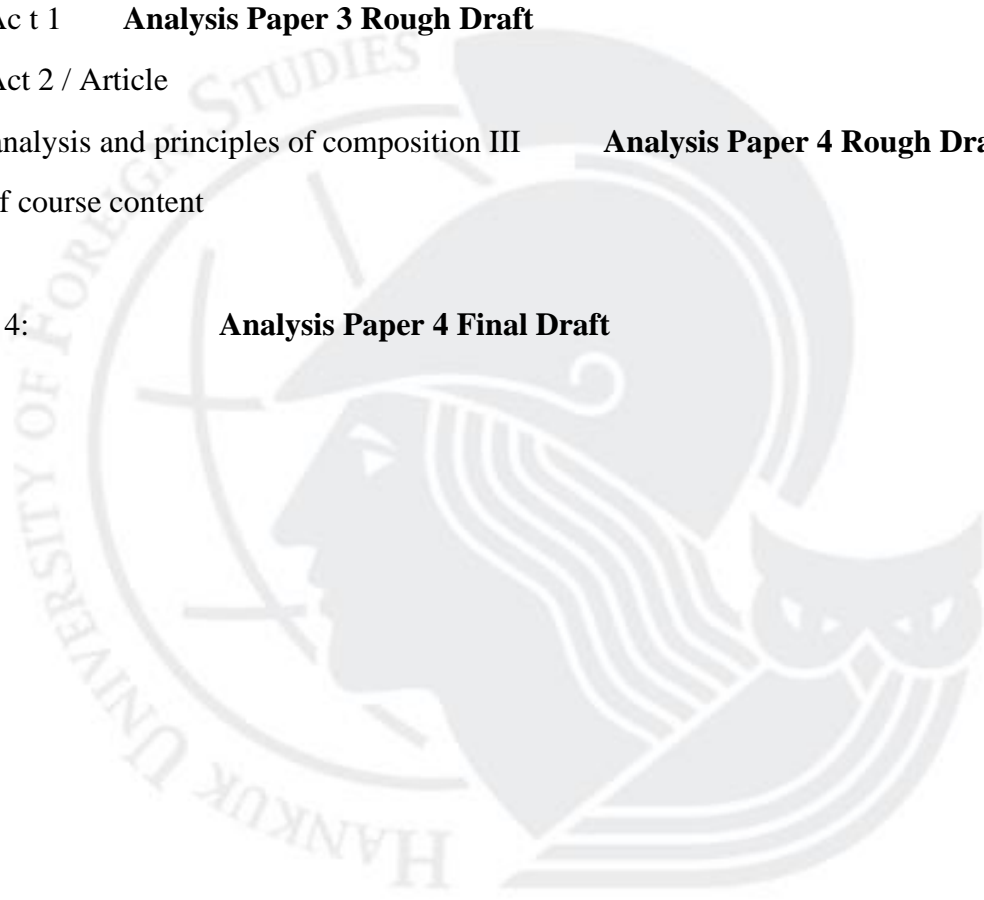 Ac t 1 Analysis Paper 3 Rough Draft
Act 2 / Article
analysis and principles of composition III Analysis Paper 4 Rough Dra
f course content
4: Analysis Paper 4 Final Draft
HANKUK UNIVERSITY OF FOREIGN STUDIES